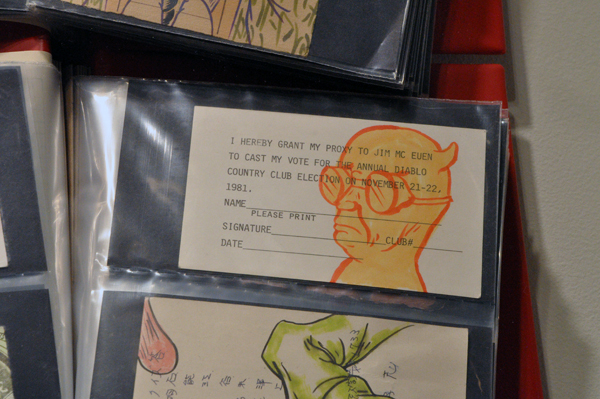 I HEREBY GRANT MY PROXY TO JIM MC EUEN
TO CAST MY VOTE FOR THE ANNUAL DIABLO
COUNTRY CLUB ELECTION ON NOVEMBER 21-22,
1981.
NAME
PLEASE PRINT
SIGNATURE , CLUB#
DATE